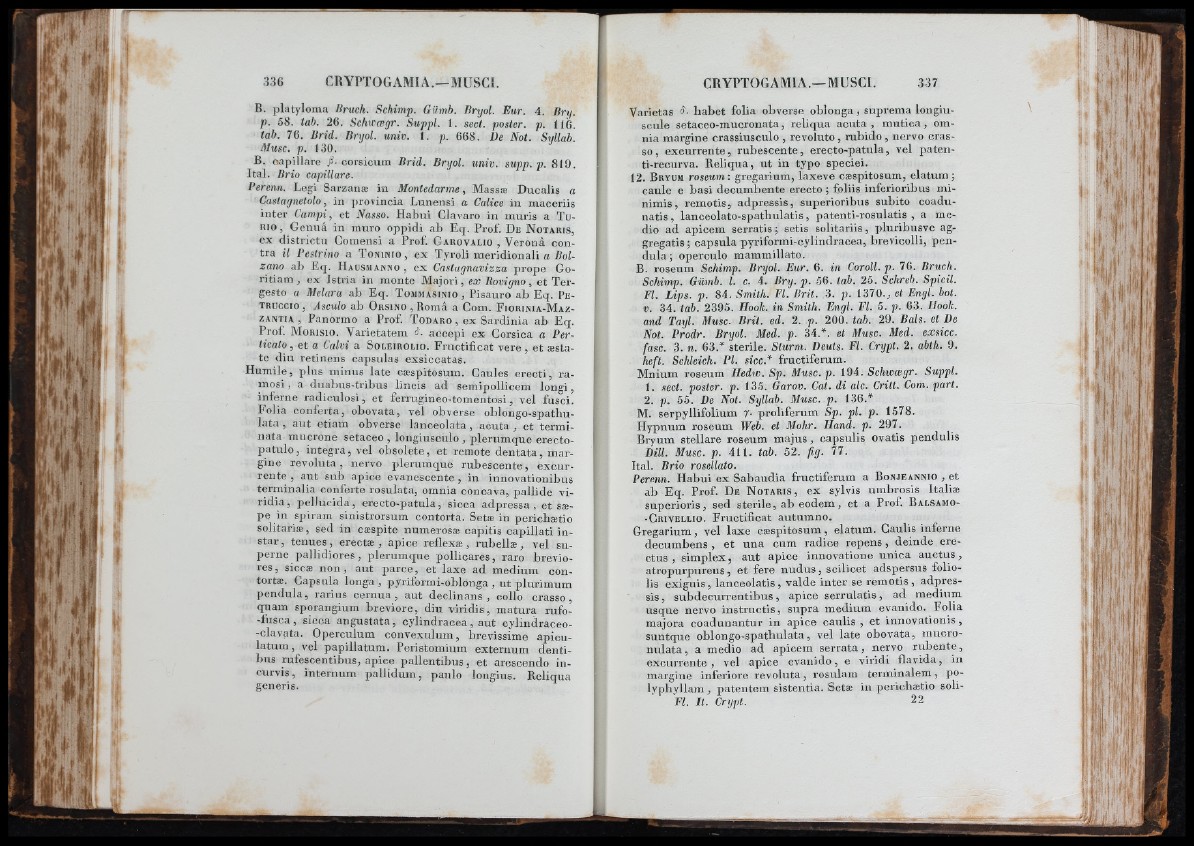 336 CRYPTOGAMIA.—MUSCI.
B. platyloma Bruch. Schimp. Gümb. Bryol. Eur. 4. Bry.
p. 58. tab. 26. Schwægr. Suppl. 1. sect. poster. p. 116.
tab. 76. Brid. Bryol. univ. 1. p. 668. De Not. Syllab.
Musc. p. 130.
B. capillare β. corsicum Brid. Bryol. univ. supp. p. 819.
Ital. Brio capillare.
Perenn. Legi Sarzanæ in Montedarme, Massæ Ducalis a
Castagnetolo, in provincia Lunensi a Calice in maceriis
inter Campi, et Nasso. Habui Clavaro in muris a TU-
RIO, Genuâ in muro oppidi ab Eq. Prof. DE NOTARIS,
ex districtu Comensi a Prof. GAROVALIO, Veronâ con-
tra il Pestrino a TONINIO, ex Tyroli meridionali a Bol-
zano ab Eq. HAUSMANNO, ex Castagnavizza prope Go-
ritiam, ex Istria in monte Majori, ex Rovigno, et Ter-
gesto a Melara ab Eq. TOMMASINIO, Pisauro ab Eq. PE-
TRUCCIO, Asculo ab ORSINO, Româ a Com. FIORINIA-MAZ-
ZANTIA, Panormo a Prof. TODARO, ex Sardinia ab Eq.
Prof. MORISIO. Varietatem δ. accepi ex Corsica a Per-
ticato, et a Calvi a SOLEIROLIO. Fructificat vere, et æsta-
te diu retinens capsulas exsiccatas.
Humile, plus minus late cæspitosum. Caules erecti, ra-
mosi, a duabus-tribus lineis ad semipollicem longi,
inferne radiculosi, et ferrugineo-tomentosi, vel fusci.
Folia conferta, obovata, vel obverse oblongo-spathu-
lata, aut etiam obverse lanceolata, acuta, et termi-
nata mucrone setaceo, longiusculo, plerumque erecto-
patulo, integra, vel obsolete, et remote dentata, mar-
gine revoluta, nervo plerumque rubescente, excur-
rente, aut sub apice evanescente, in innovationibus
terminalia conferte rosulata, omnia concava, pallide vi-
ridia, pellucida, erecto-patula, sicca adpressa, et sæ-
pe in spiram sinistrorsum contorta. Setæ in perichætio
solitariæ, sed in cæspite numerosæ capitis capillati in-
star, tenues, erectæ, apice reflexæ, rubellæ, vel su-
perne pallidiores, plerumque pollicares, raro brevio-
res, siccæ non, aut parce, et laxe ad medium con-
tortæ. Capsula longa, pyriformi-oblonga, ut plurimum
pendula, rarius cernua, aut declinans, collo crasso,
quam sporangium breviore, diu viridis, matura rufo-
-fusca, sicca angustata, cylindracea, aut cylindraceo-
-clavata. Operculum convexulum, brevissime apicu-
latum, vel papillatum. Peristomium externum denti-
bus rufescentibus, apice pallentibus, et arescendo in-
curvis, internum pallidum, paulo longius. Reliqua
generis.
CRYPTOGAMIA.—MUSCI. 337
Varietas δ. habet folia obverse oblonga, suprema longiu-
scule setaceo-mucronata, reliqua acuta, mutica, om-
nia margine crassiusculo, revoluto, rubido, nervo cras-
so, excurrente, rubescente, erecto-patula, vel paten-
ti-recurva. Reliqua, ut in typo speciei.
12. BRYUM roseum: gregarium, laxeve cæspitosum, elatum;
caule e basi decumbente erecto; foliis inferioribus mi-
nimis, remotis, adpressis, superioribus subito coadu-
natis, lanceolato-spathulatis, patenti-rosulatis, a me-
dio ad apicem serratis; setis solitariis, pluribusve ag-
gregatis; capsula pyriformi-cylindracea, brevicolli, pen-
dula; operculo mammillato.
B. roseum Schimp. Bryol. Eur. 6. in Coroll. p. 76. Bruch.
Schimp. Gümb. l. c. 4. Bry. p. 56. tab. 25. Schreb. Spicil.
Fl. Lips. p. 84. Smith. Fl. Brit. 3. p. 1370., et Engl. bot.
v. 34. tab. 2395. Hook. in Smith. Engl. Fl. 5. p. 63. Hook.
and Tayl. Musc. Brit. ed. 2. p. 200. tab. 29. Bals. et De
Not. Prodr. Bryol. Med. p. 34.*. et Musc. Med. exsicc.
fasc. 3. n. 63.* sterile. Sturm. Deuts. Fl. Crypt. 2. abth. 9.
heft. Schleich. Pl. sicc.* fructiferum.
Mnium roseum Hedw. Sp. Musc. p. 194. Schwægr. Suppl.
1. sect. poster. p. 135. Garov. Cat. di alc. Critt. Com. part.
2. p. 55. De Not. Syllab. Musc. p. 136.*
M. serpyllifolium γ. proliferum Sp. pl. p. 1578.
Hypnum roseum Web. et Mohr. Hand. p. 297.
Bryum stellare roseum majus, capsulis ovatis pendulis
Dill. Musc. p. 411. tab. 52. fig. 77.
Ital. Brio rosellato.
Perenn. Habui ex Sabaudia fructiferum a BONJEANNIO, et
ab Eq. Prof. DE NOTARIS, ex sylvis umbrosis Italiæ
superioris, sed sterile, ab eodem, et a Prof. BALSAMO-
-CRIVELLIO. Fructificat autumno.
Gregarium, vel laxe cæspitosum, elatum. Caulis inferne
decumbens, et una cum radice repens, deinde ere-
ctus, simplex, aut apice innovatione unica auctus,
atropurpurens, et fere nudus, scilicet adspersus folio-
lis exiguis, lanceolatis, valde inter se remotis, adpres-
sis, subdecurrentibus, apice serrulatis, ad medium
usque nervo instructis, supra medium evanido. Folia
majora coadunantur in apice caulis, et innovationis,
suntque oblongo-spathulata, vel late obovata, mucro-
nulata, a medio ad apicem serrata, nervo rubente,
excurrente, vel apice evanido, e viridi flavida, in
margine inferiore revoluta, rosulam terminalem, po-
lyphyllam, patentem sistentia. Setæ in perichætio soli-
Fl. It. Crypt. 22